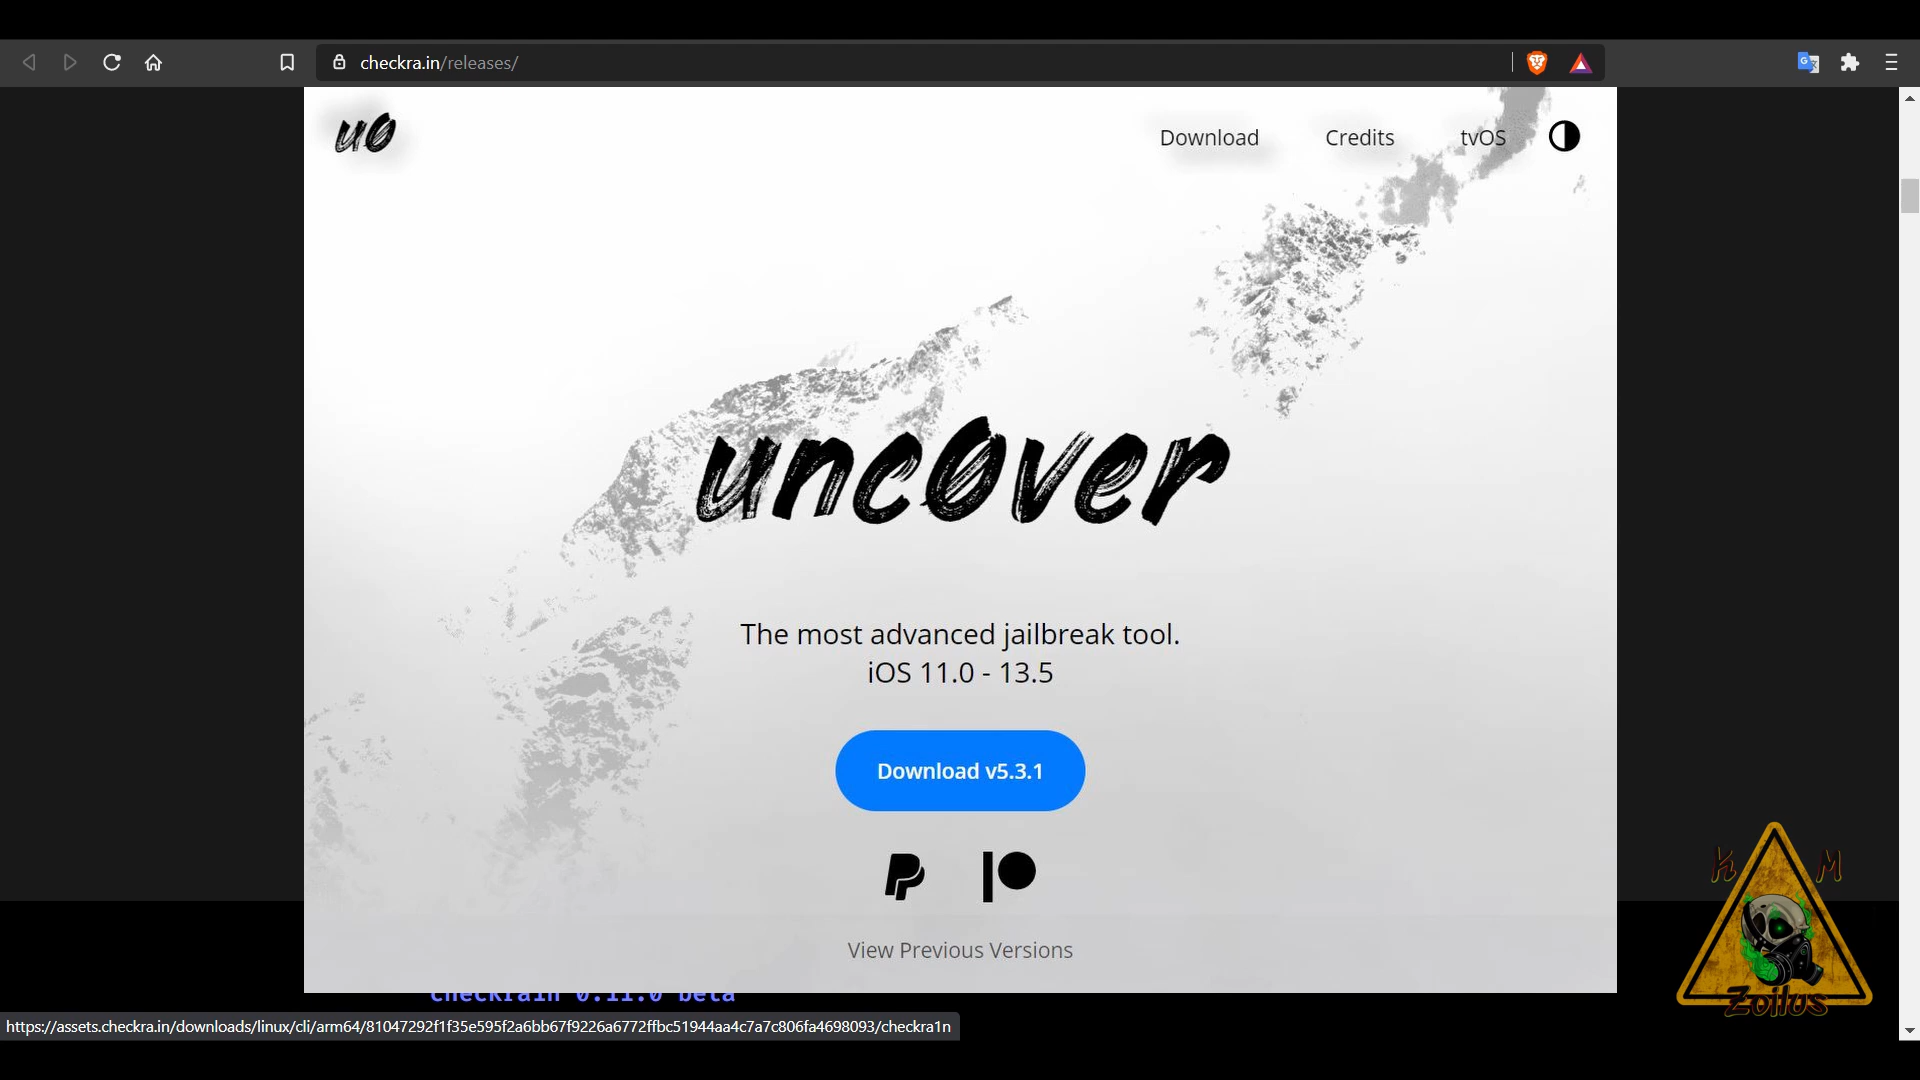 checkra.in/releases/
u0
Download
Credits
tvOS
unc0ver
The most advanced jailbreak tool.
iOS 11.0 - 13.5
Download v5.3.1
View Previous Versions
checkra1n 0.11.0 beta
https://assets.checkra.in/downloads/linux/cli/arm64/81047292f1f35e595f2a6bb67f9226a6772ffbc51944aa4c7a7c806fa4698093/checkra1n
K M
Zoilus